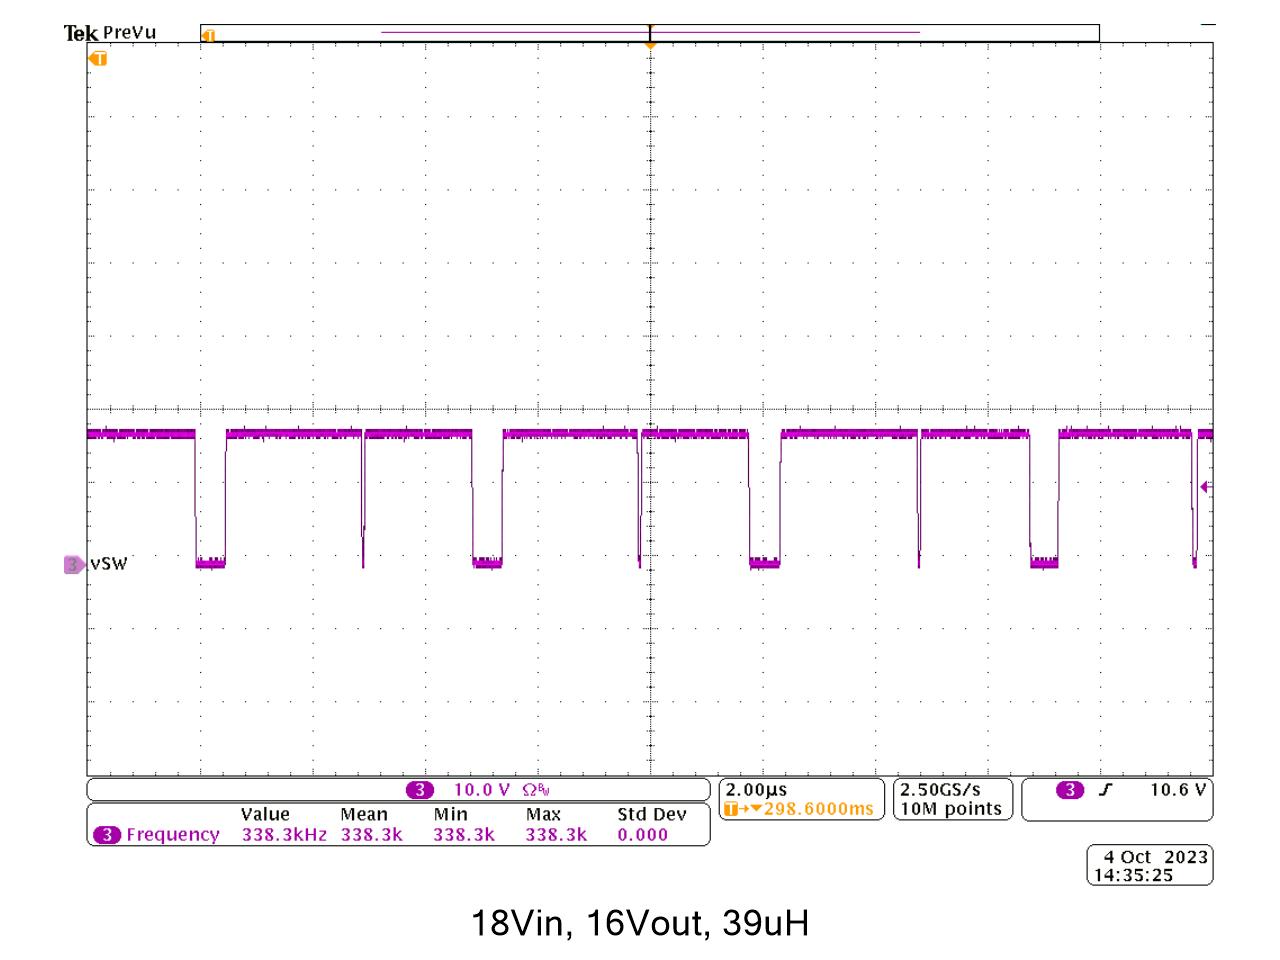 Tek PreVu
T
T
3 vSW
3 10.0 V ΩBW
Value Mean Min Max Std Dev
3 Frequency 338.3kHz 338.3k 338.3k 338.3k 0.000
2.00µs
T→▼298.6000ms
2.50GS/s
10M points
3 10.6 V
4 Oct 2023
14:35:25
18Vin, 16Vout, 39uH